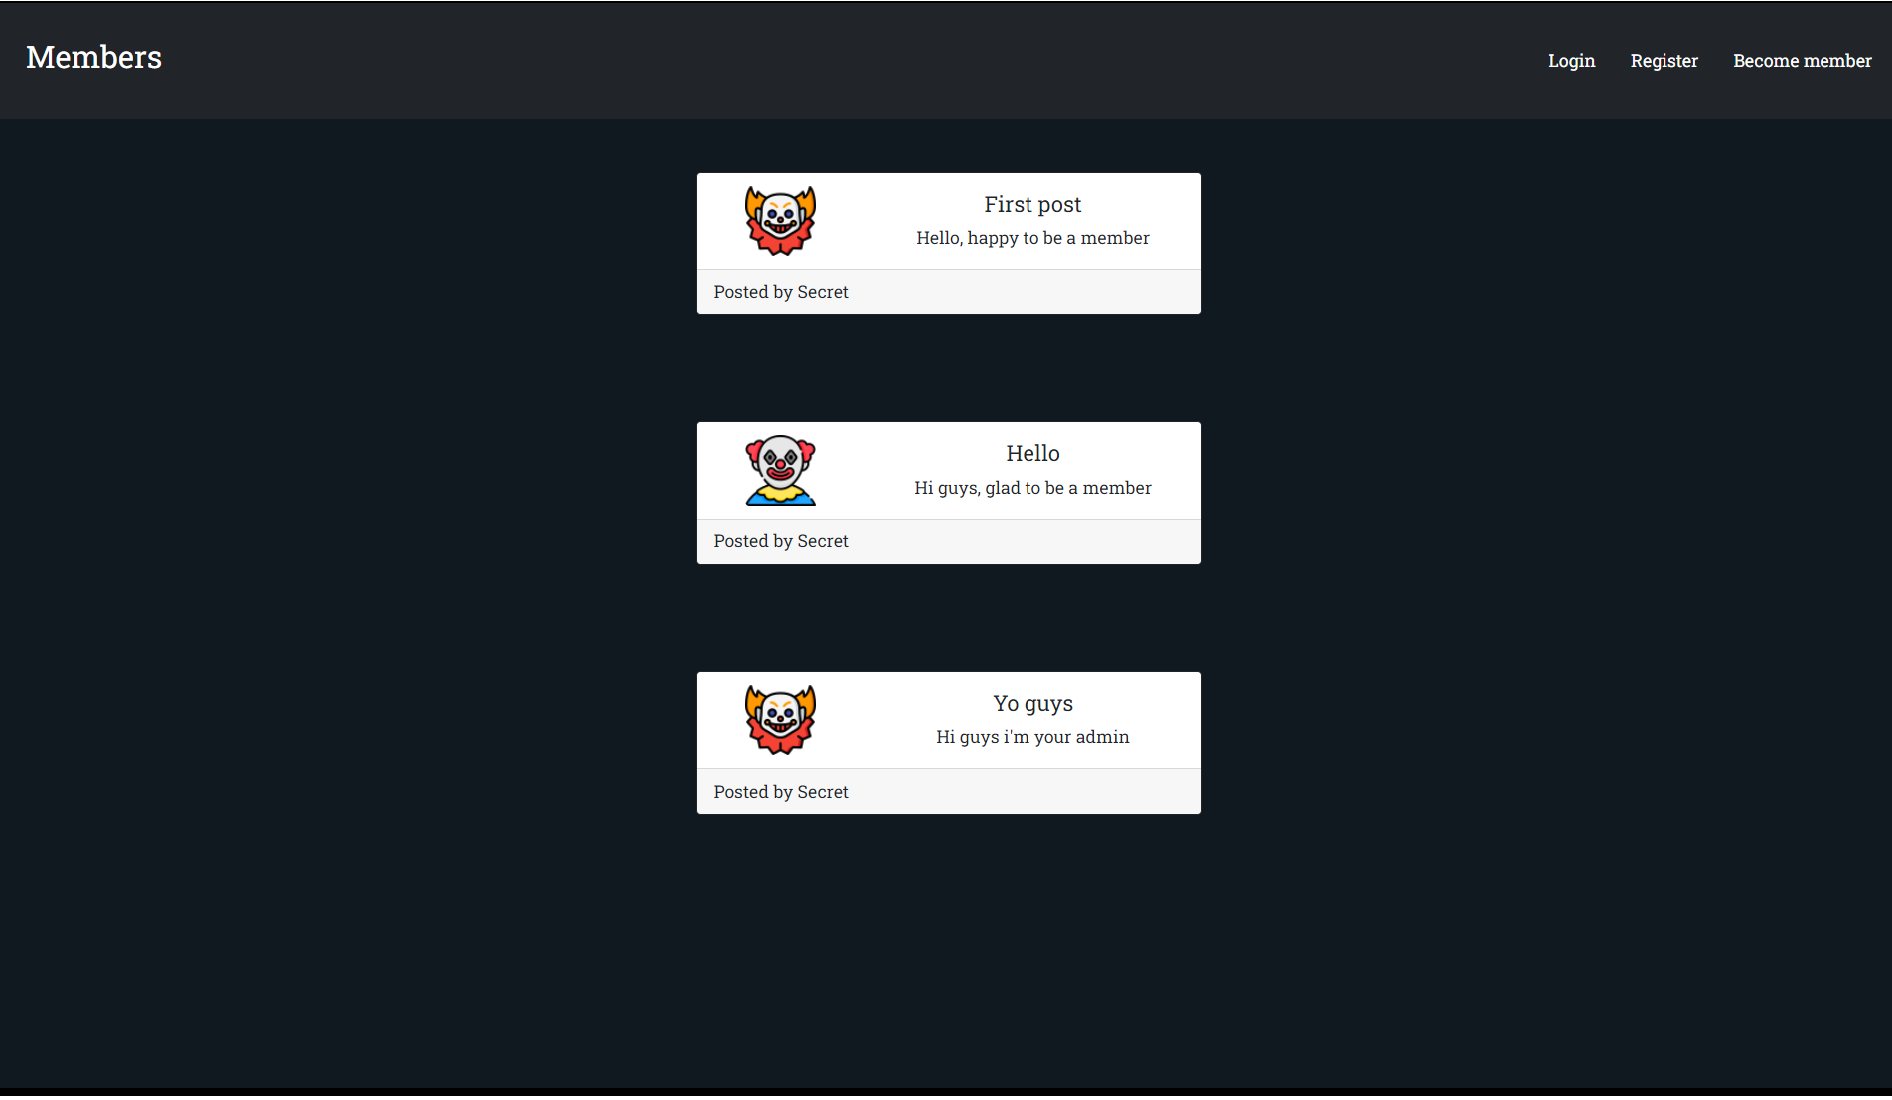 Members
Login Register Become member
First post
Hello, happy to be a member
Posted by Secret
Hello
Hi guys, glad to be a member
Posted by Secret
Yo guys
Hi guys i'm your admin
Posted by Secret